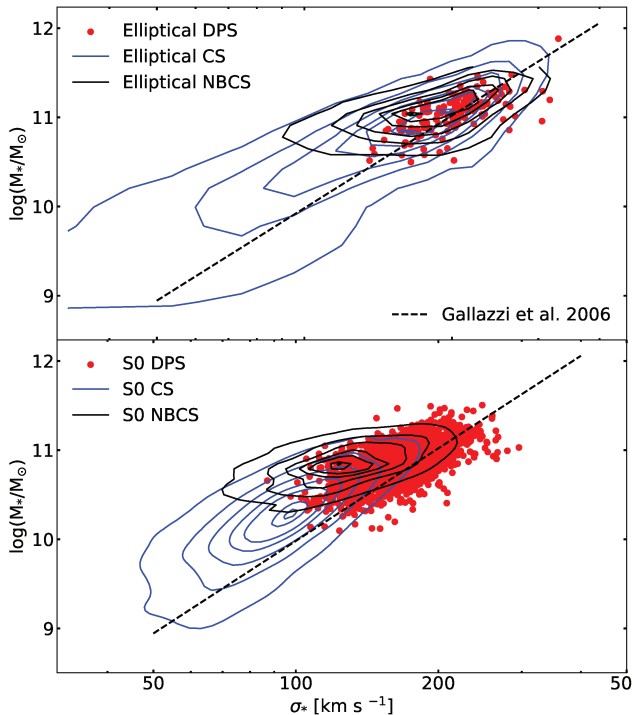 12
11
10
9
log(M*/M⊙)
Elliptical DPS
Elliptical CS
Elliptical NBCS
Gallazzi et al. 2006
12
11
10
9
log(M*/M⊙)
S0 DPS
S0 CS
S0 NBCS
50 100 200 50
σ* [km s −1]